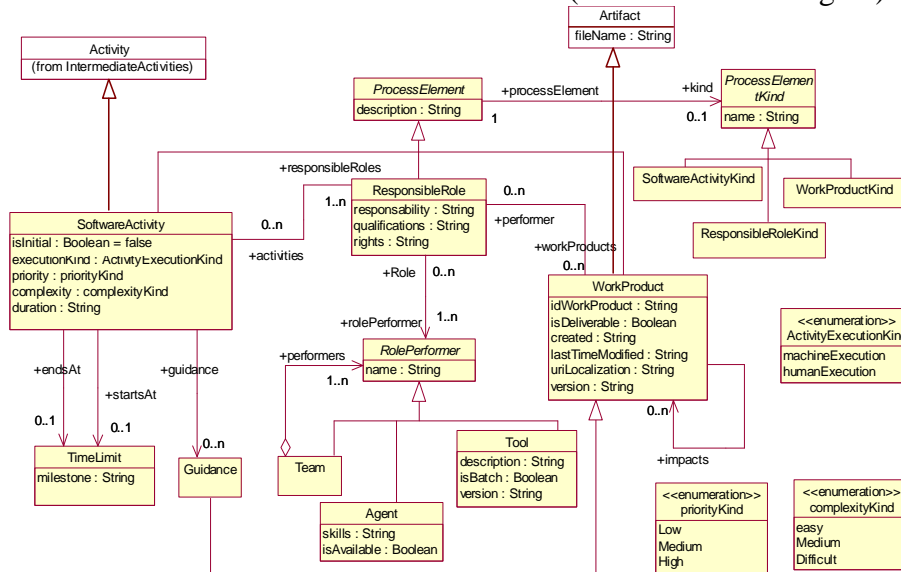 Artifact
fileName : String
Activity
(from IntermediateActivities)
ProcessElement
description : String
+processElement
1
+kind
0..1
ProcessElemen
tKind
name : String
SoftwareActivityKind
WorkProductKind
ResponsibleRoleKind
+responsibleRoles
1..n
ResponsibleRole
responsability : String
qualifications : String
rights : String
0..n
+performer
+workProducts
0..n
SoftwareActivity
isInitial : Boolean = false
executionKind : ActivityExecutionKind
priority : priorityKind
complexity : complexityKind
duration : String
0..n
+activities
+Role
0..n
1..n
+rolePerformer
WorkProduct
idWorkProduct : String
isDeliverable : Boolean
created : String
lastTimeModified : String
uriLocalization : String
version : String
<<enumeration>>
ActivityExecutionKin
machineExecution
humanExecution
+endsAt
+startsAt
+guidance
0..1
0..1
0..n
+performers
1..n
RolePerformer
name : String
0..n
+impacts
TimeLimit
milestone : String
Guidance
Team
Tool
description : String
isBatch : Boolean
version : String
Agent
skills : String
isAvailable : Boolean
<<enumeration>>
priorityKind
Low
Medium
High
<<enumeration>>
complexityKind
easy
Medium
Difficult